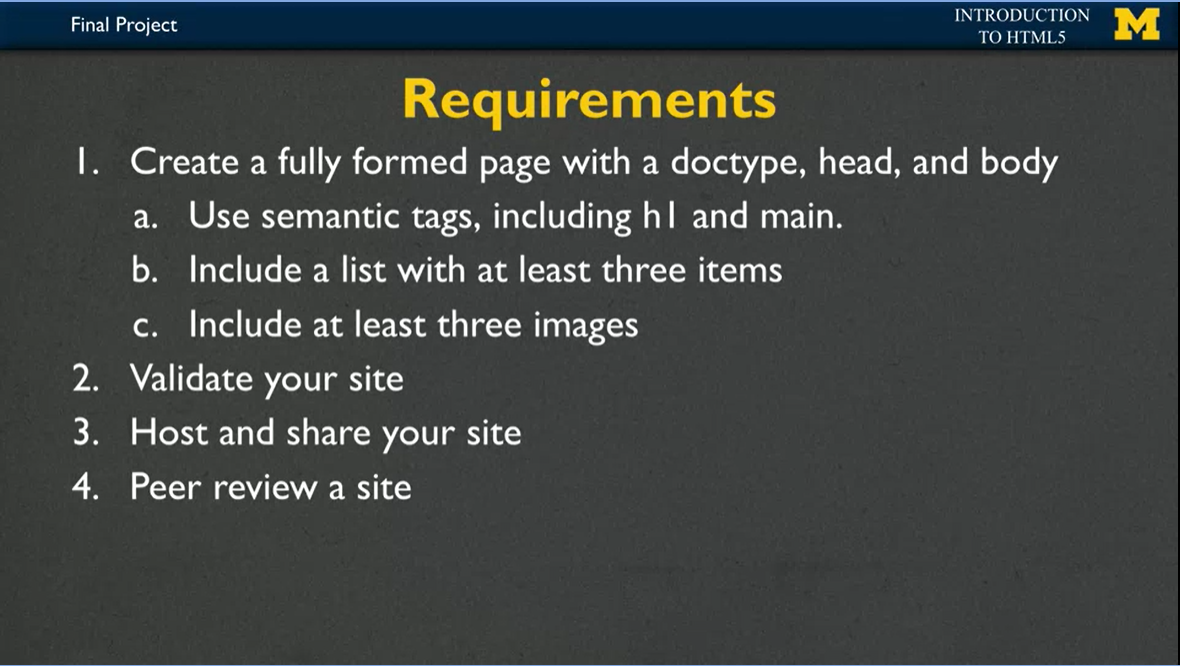 Final Project
INTRODUCTION
TO HTML5
M
Requirements
1. Create a fully formed page with a doctype, head, and body
a. Use semantic tags, including h1 and main.
b. Include a list with at least three items
c. Include at least three images
2. Validate your site
3. Host and share your site
4. Peer review a site